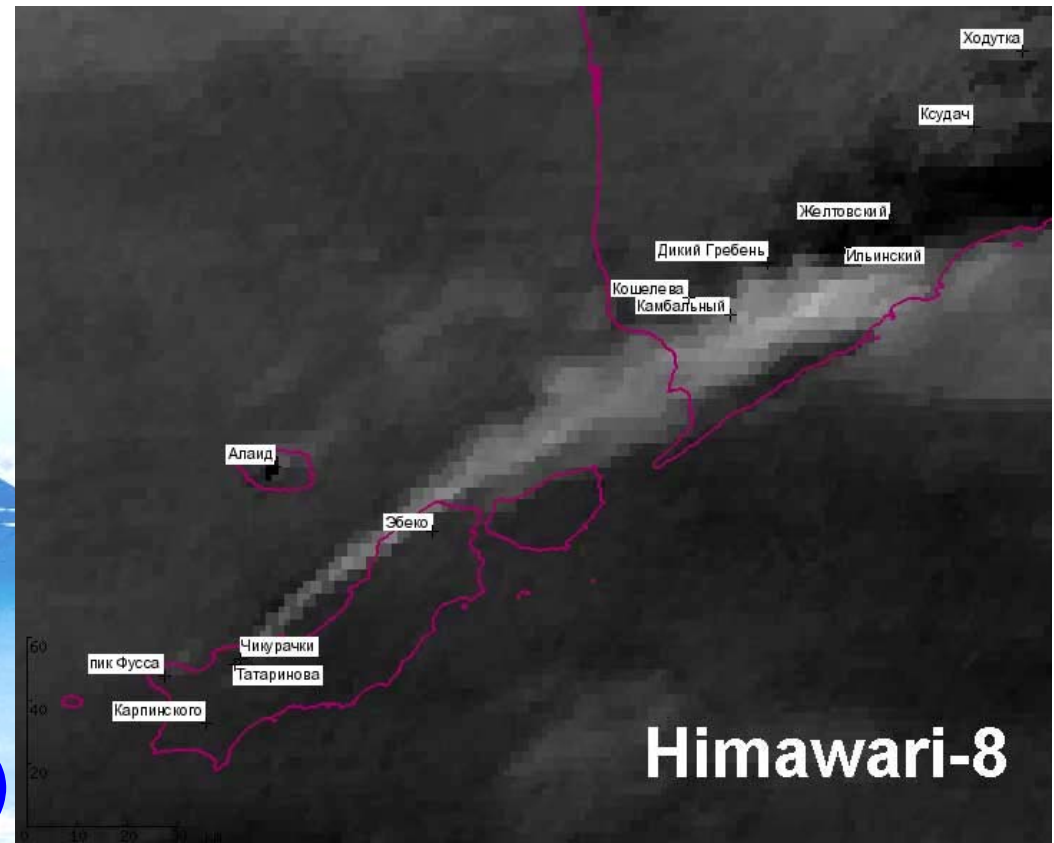 Ходутка
Ксудач
Желтовский
Дикий Гребень
Ильинский
Кошелева
Камбальный
Алаид
Эбеко
Чикурачки
пик Фусса
Татаринова
Карпинского
60
40
20
0 10 20 30
Himawari-8